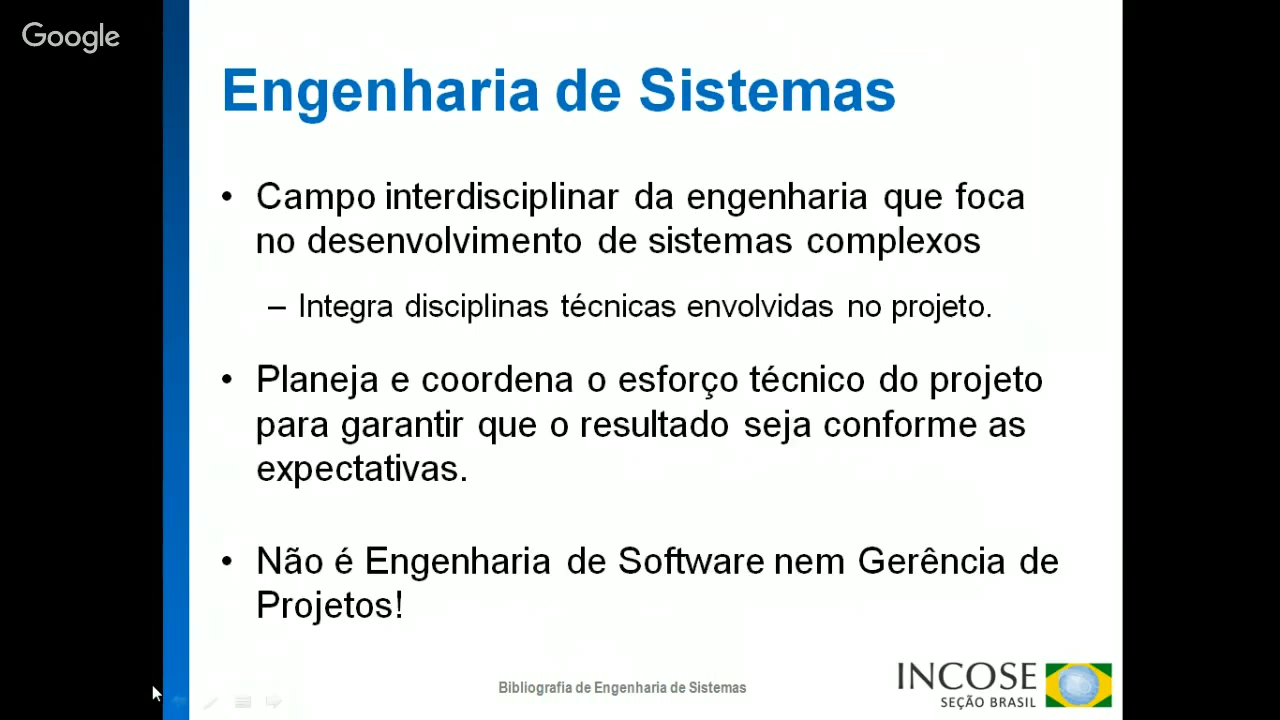 Google
Engenharia de Sistemas
• Campo interdisciplinar da engenharia que foca
no desenvolvimento de sistemas complexos
– Integra disciplinas técnicas envolvidas no projeto.
• Planeja e coordena o esforço técnico do projeto
para garantir que o resultado seja conforme as
expectativas.
• Não é Engenharia de Software nem Gerência de
Projetos!
Bibliografia de Engenharia de Sistemas
INCOSE
SEÇÃO BRASIL